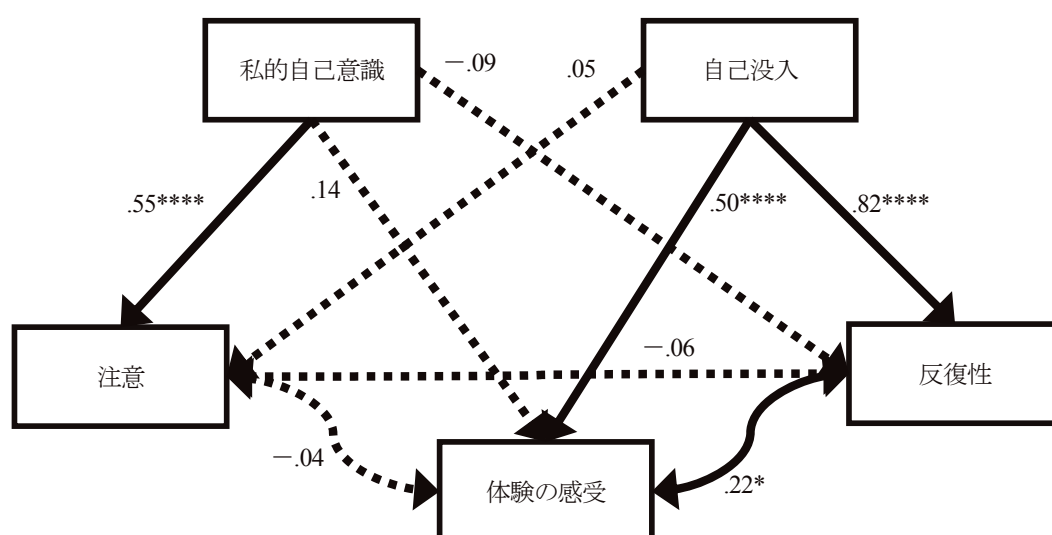 私的自己意識
－.09
.05
自己没入
.14
.55****
.50****
.82****
注意
－.06
反復性
－.04
体験の感受
.22*